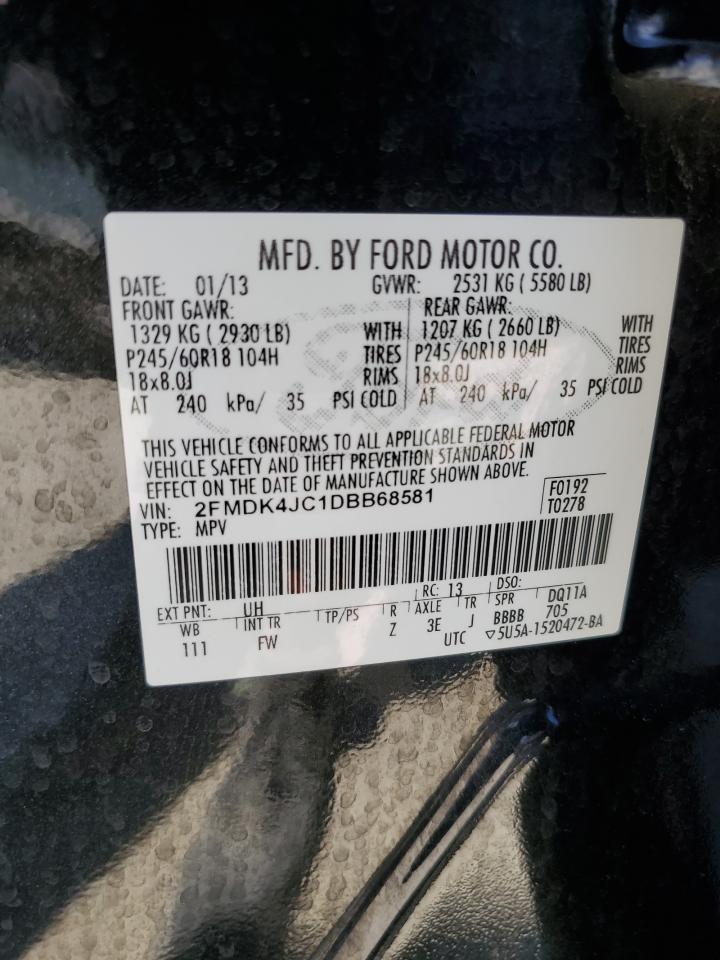 MFD. BY FORD MOTOR CO.
DATE: 01/13 GVWR: 2531 KG ( 5580 LB)
FRONT GAWR: REAR GAWR:
1329 KG ( 2930 LB) WITH 1207 KG ( 2660 LB) WITH
P245/60R18 104H TIRES P245/60R18 104H TIRES
18x8.0J RIMS 18x8.0J RIMS
AT 240 kPa/ 35 PSI COLD AT 240 kPa/ 35 PSI COLD
THIS VEHICLE CONFORMS TO ALL APPLICABLE FEDERAL MOTOR
VEHICLE SAFETY AND THEFT PREVENTION STANDARDS IN
EFFECT ON THE DATE OF MANUFACTURE SHOWN ABOVE.
VIN: 2FMDK4JC1DBB68581 F0192
TYPE: MPV T0278
EXT PNT: UH RC: 13 DSO:
WB INT TR TP/PS R AXLE TR SPR DQ11A
111 FW Z 3E J BBBB 705
UTC ▽5U5A-1520472-BA